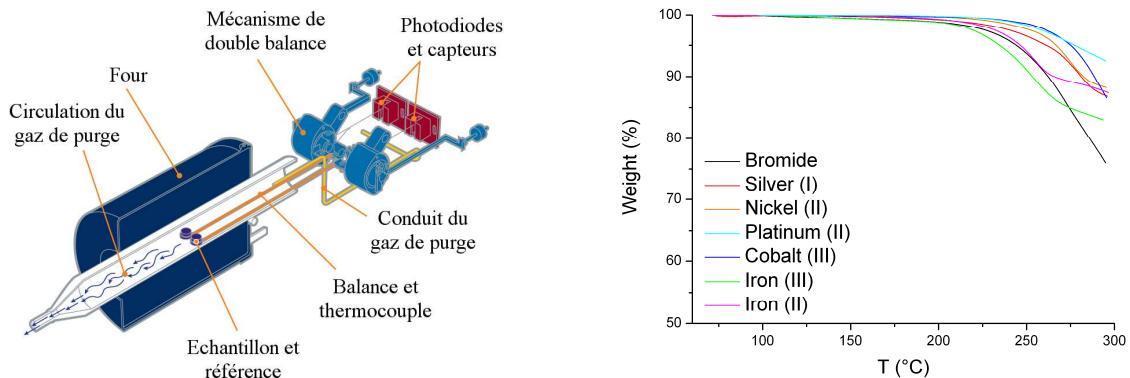 Mécanisme de
double balance
Photodiodes
et capteurs
Four
Circulation du
gaz de purge
Conduit du
gaz de purge
Balance et
thermocouple
Echantillon et
référence
100
90
80
70
60
50
Weight (%)
Bromide
Silver (I)
Nickel (II)
Platinum (II)
Cobalt (III)
Iron (III)
Iron (II)
100
150
200
250
300
T (°C)